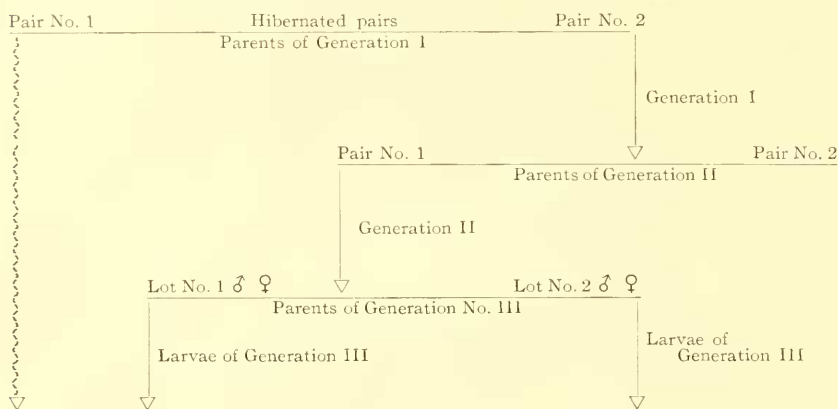 Pair No. 1 Hibernated pairs Pair No. 2
Parents of Generation I
Generation I
Pair No. 1 Pair No. 2
Parents of Generation II
Generation II
Lot No. 1 ♂ ♀ Lot No. 2 ♂ ♀
Parents of Generation No. III
Larvae of Generation III
Larvae of
Generation III